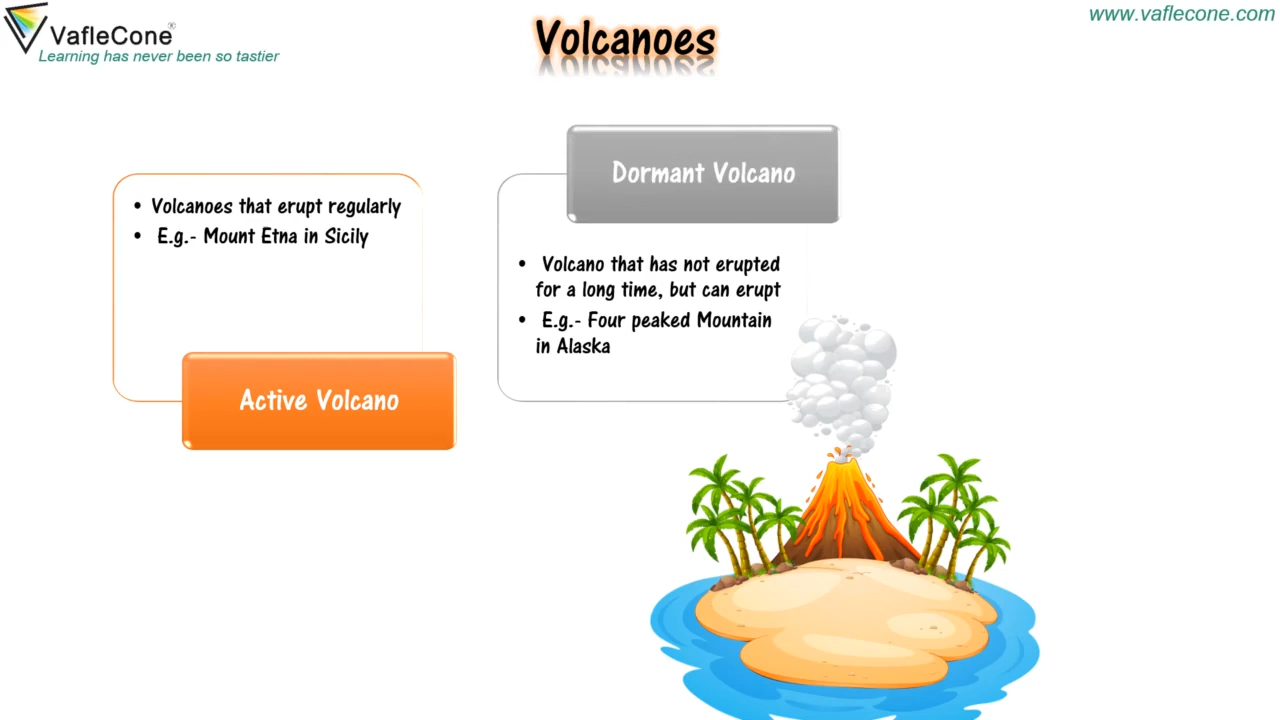 VafleCone®
Learning has never been so tastier
Volcanoes
www.vaflecone.com
• Volcanoes that erupt regularly
• E.g.- Mount Etna in Sicily
Active Volcano
Dormant Volcano
• Volcano that has not erupted
for a long time, but can erupt
• E.g.- Four peaked Mountain
in Alaska